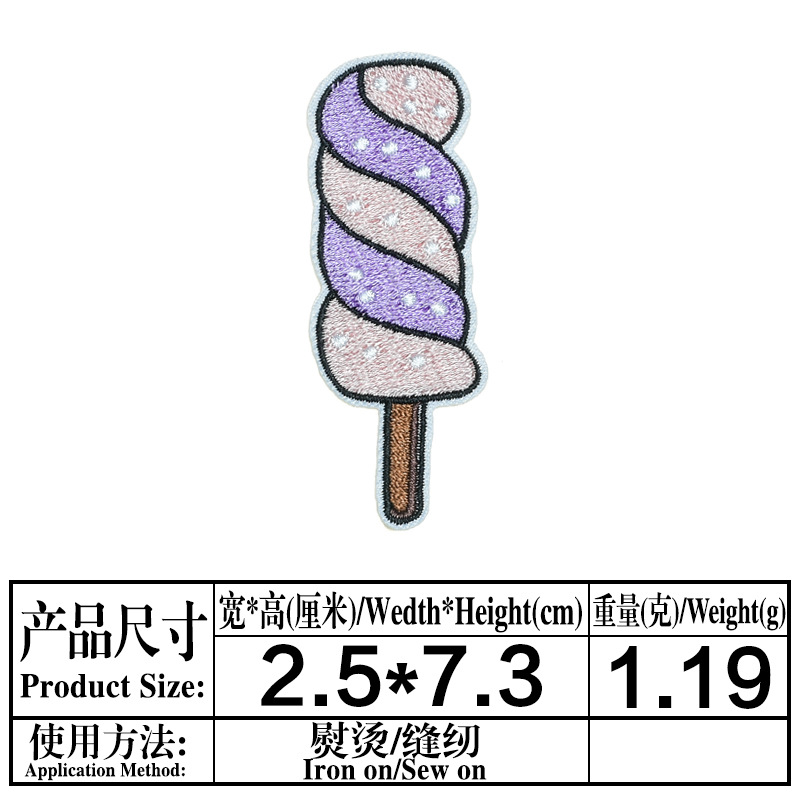 产品尺寸
Product Size:
宽*高(厘米)/Wedth*Height(cm)
2.5*7.3
重量(克)/Weight(g)
1.19
使用方法:
Application Method:
熨烫/缝纫
Iron on/Sew on